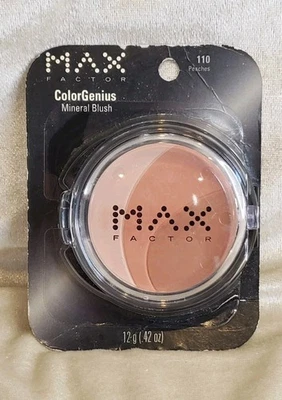 MAX
FACTOR
110
Peaches
ColorGenius
Mineral Blush
MAX
FACTOR
12 g (.42 oz)